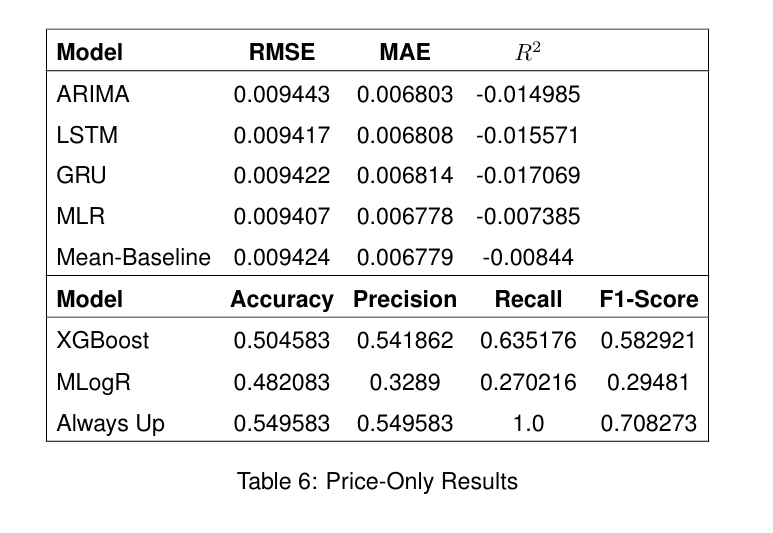 Model RMSE MAE R²
ARIMA 0.009443 0.006803 -0.014985
LSTM 0.009417 0.006808 -0.015571
GRU 0.009422 0.006814 -0.017069
MLR 0.009407 0.006778 -0.007385
Mean-Baseline 0.009424 0.006779 -0.00844
Model Accuracy Precision Recall F1-Score
XGBoost 0.504583 0.541862 0.635176 0.582921
MLogR 0.482083 0.3289 0.270216 0.29481
Always Up 0.549583 0.549583 1.0 0.708273
Table 6: Price-Only Results